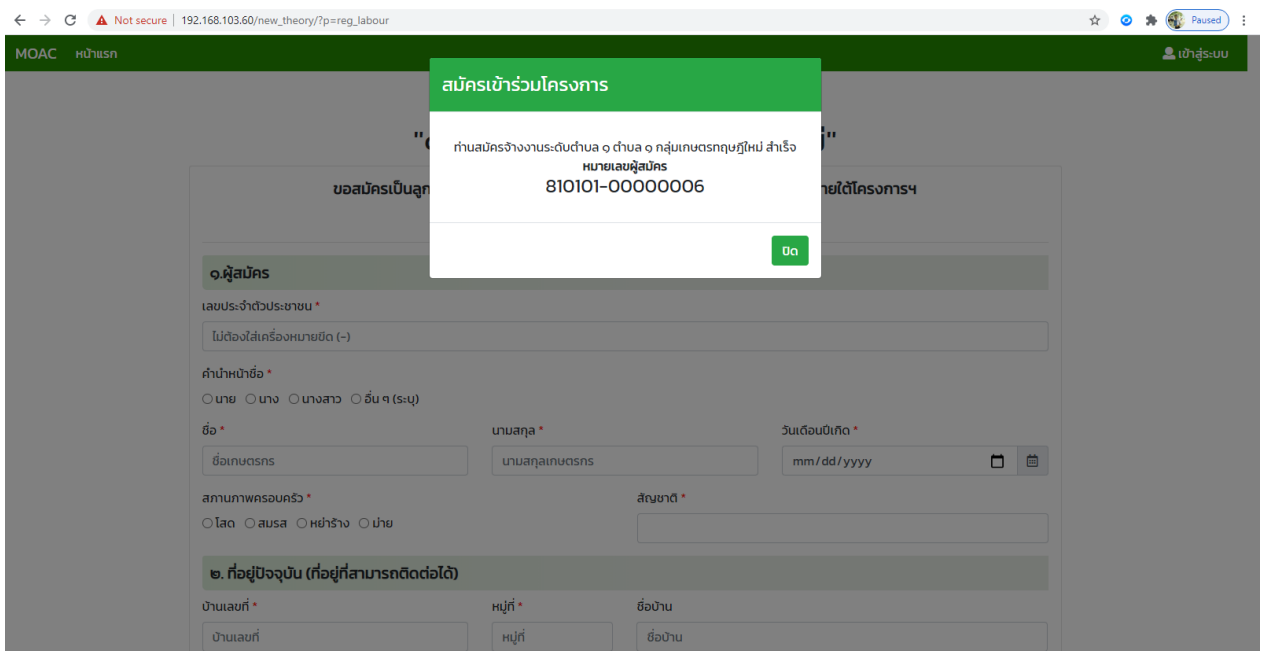 Not secure | 192.168.103.60/new_theory/?p=reg_labour
Paused
MOAC หน้าแรก
เข้าสู่ระบบ
สมัครเข้าร่วมโครงการ
ท่านสมัครจ้างงานระดับตำบล ๑ ตำบล ๑ กลุ่มเกษตรทฤษฎีใหม่ สำเร็จ
หมายเลขผู้สมัคร
810101-00000006
ปิด
ขอสมัครเป็นลูก
ายใต้โครงการฯ
๑.ผู้สมัคร
เลขประจำตัวประชาชน *
ไม่ต้องใส่เครื่องหมายขีด (-)
คำนำหน้าชื่อ *
นาย นาง นางสาว อื่น ๆ (ระบุ)
ชื่อ * นามสกุล * วันเดือนปีเกิด *
ชื่อเกษตรกร นามสกุลเกษตรกร mm/dd/yyyy
สถานภาพครอบครัว * สัญชาติ *
โสด สมรส หย่าร้าง ม่าย
๒. ที่อยู่ปัจจุบัน (ที่อยู่ที่สามารถติดต่อได้)
บ้านเลขที่ * หมู่ที่ * ชื่อบ้าน
บ้านเลขที่ หมู่ที่ ชื่อบ้าน